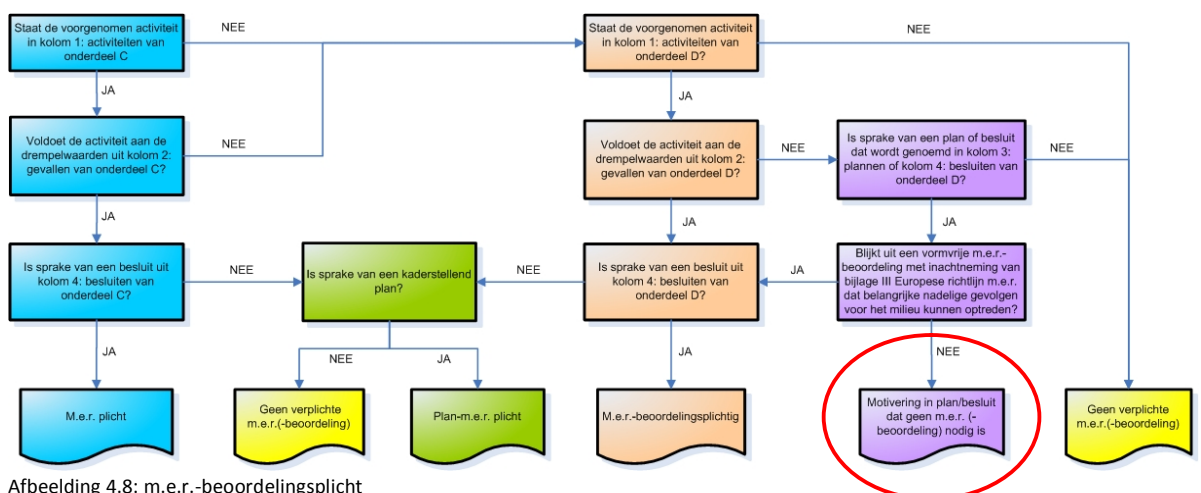 Staat de voorgenomen activiteit
in kolom 1: activiteiten van
onderdeel C
NEE
Staat de voorgenomen activiteit
in kolom 1: activiteiten van
onderdeel D?
NEE
JA
JA
Voldoet de activiteit aan de
drempelwaarden uit kolom 2:
gevallen van onderdeel C?
NEE
Voldoet de activiteit aan de
drempelwaarden uit kolom 2:
gevallen van onderdeel D?
NEE
Is sprake van een plan of besluit
dat wordt genoemd in kolom 3:
plannen of kolom 4: besluiten van
onderdeel D?
NEE
JA
JA
JA
Is sprake van een besluit uit
kolom 4: besluiten van
onderdeel C?
NEE
Is sprake van een kaderstellend
plan?
NEE
Is sprake van een besluit uit
kolom 4: besluiten van
onderdeel D?
JA
Blijkt uit een vormvrije m.e.r.-
beoordeling met inachtneming van
bijlage III Europese richtlijn m.e.r.
dat belangrijke nadelige gevolgen
voor het milieu kunnen optreden?
JA
NEE
JA
JA
NEE
M.e.r. plicht
Geen verplichte
m.e.r.(-beoordeling)
Plan-m.e.r. plicht
M.e.r.-beoordelingsplichtig
Motivering in plan/besluit
dat geen m.e.r. (-
beoordeling) nodig is
Geen verplichte
m.e.r.(-beoordeling)
Afbeelding 4.8: m.e.r.-beoordelingsplicht